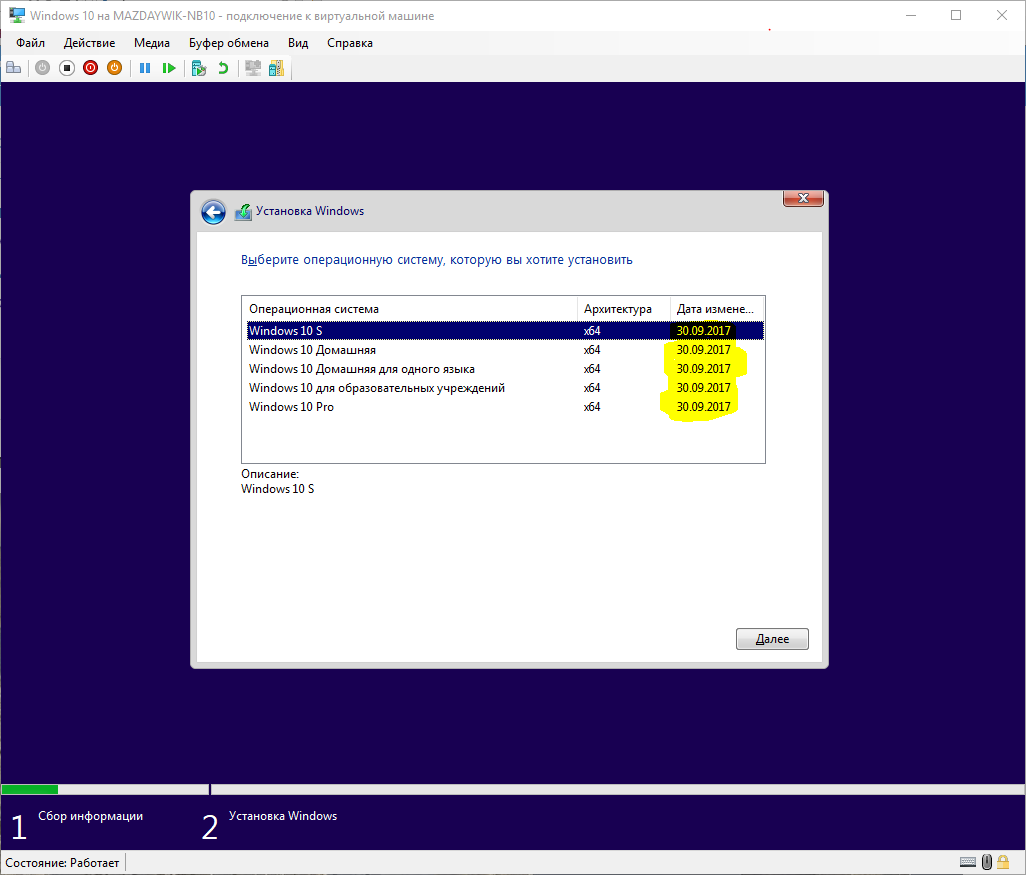 Windows 10 на MAZDAYWIK-NB10 - подключение к виртуальной машине
Файл Действие Медиа Буфер обмена Вид Справка
Установка Windows
Выберите операционную систему, которую вы хотите установить
Операционная система Архитектура Дата измене...
Windows 10 S x64 30.09.2017
Windows 10 Домашняя x64 30.09.2017
Windows 10 Домашняя для одного языка x64 30.09.2017
Windows 10 для образовательных учреждений x64 30.09.2017
Windows 10 Pro x64 30.09.2017
Описание:
Windows 10 S
Далее
1 Сбор информации 2 Установка Windows
Состояние: Работает